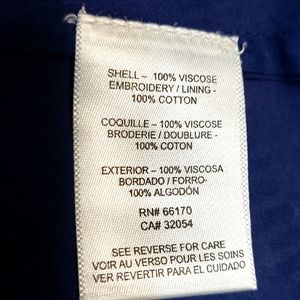 SHELL – 100% VISCOSE
EMBROIDERY / LINING -
100% COTTON
COQUILLE - 100% VISCOSE
BRODERIE / DOUBLURE -
100% COTON
EXTERIOR – 100% VISCOSA
BORDADO / FORRO-
100% ALGODÓN
RN# 66170
CA# 32054
SEE REVERSE FOR CARE
VOIR AU VERSO POUR LES SOINS
VER REVERTIR PARA EL CUIDADO